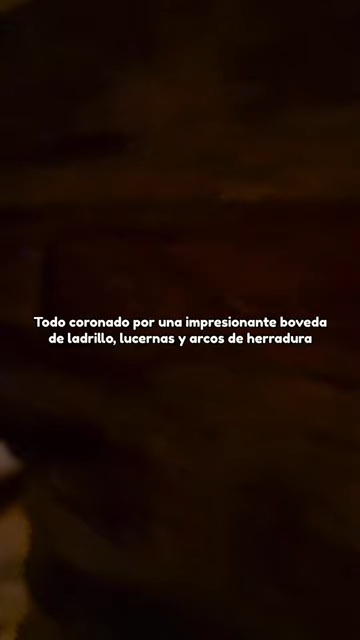 Todo coronado por una impresionante boveda
de ladrillo, lucernas y arcos de herradura